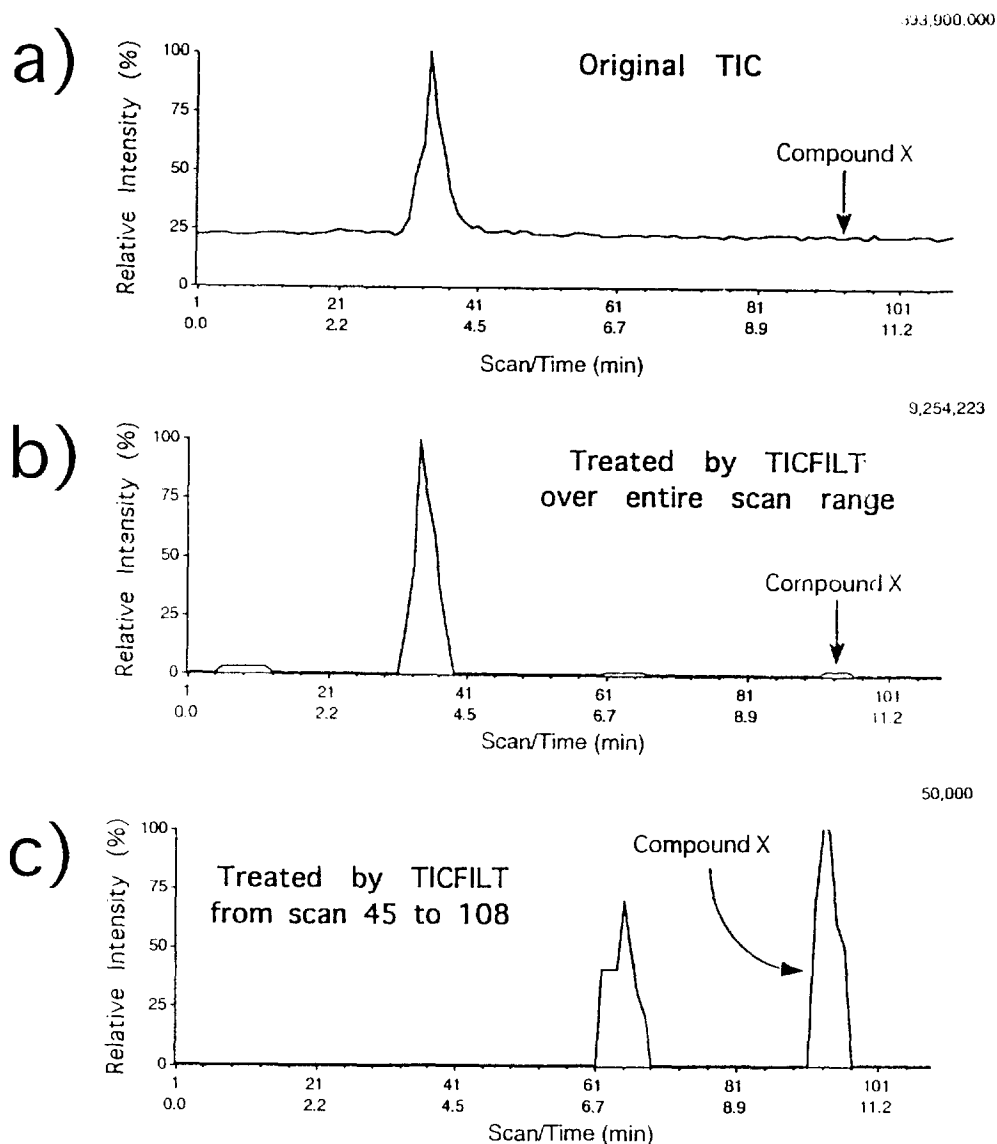 a)
Original TIC
Compound X
Relative Intensity (%)
100
75
50
25
0
1 21 41 61 81 101
0.0 2.2 4.5 6.7 8.9 11.2
Scan/Time (min)
9,254,223
b)
Treated by TICFILT
over entire scan range
Compound X
Relative Intensity (%)
100
75
50
25
0
1 21 41 61 81 101
0.0 2.2 4.5 6.7 8.9 11.2
Scan/Time (min)
50,000
c)
Treated by TICFILT
from scan 45 to 108
Compound X
Relative Intensity (%)
100
75
50
25
0
1 21 41 61 81 101
0.0 2.2 4.5 6.7 8.9 11.2
Scan/Time (min)